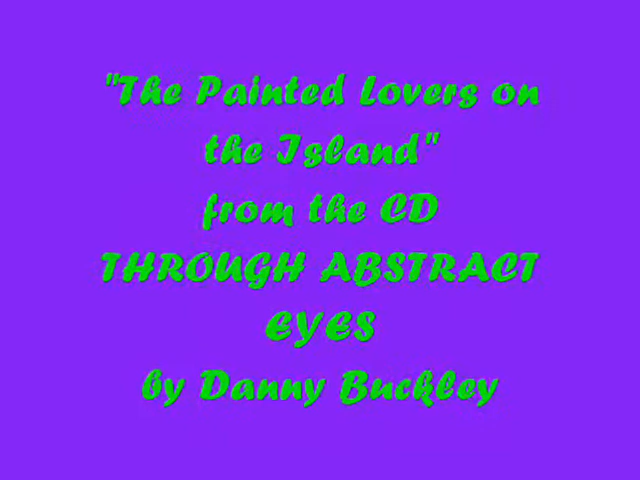 "The Painted Lovers on
the Island"
from the CD
THROUGH ABSTRACT
EYES
by Danny Buckley